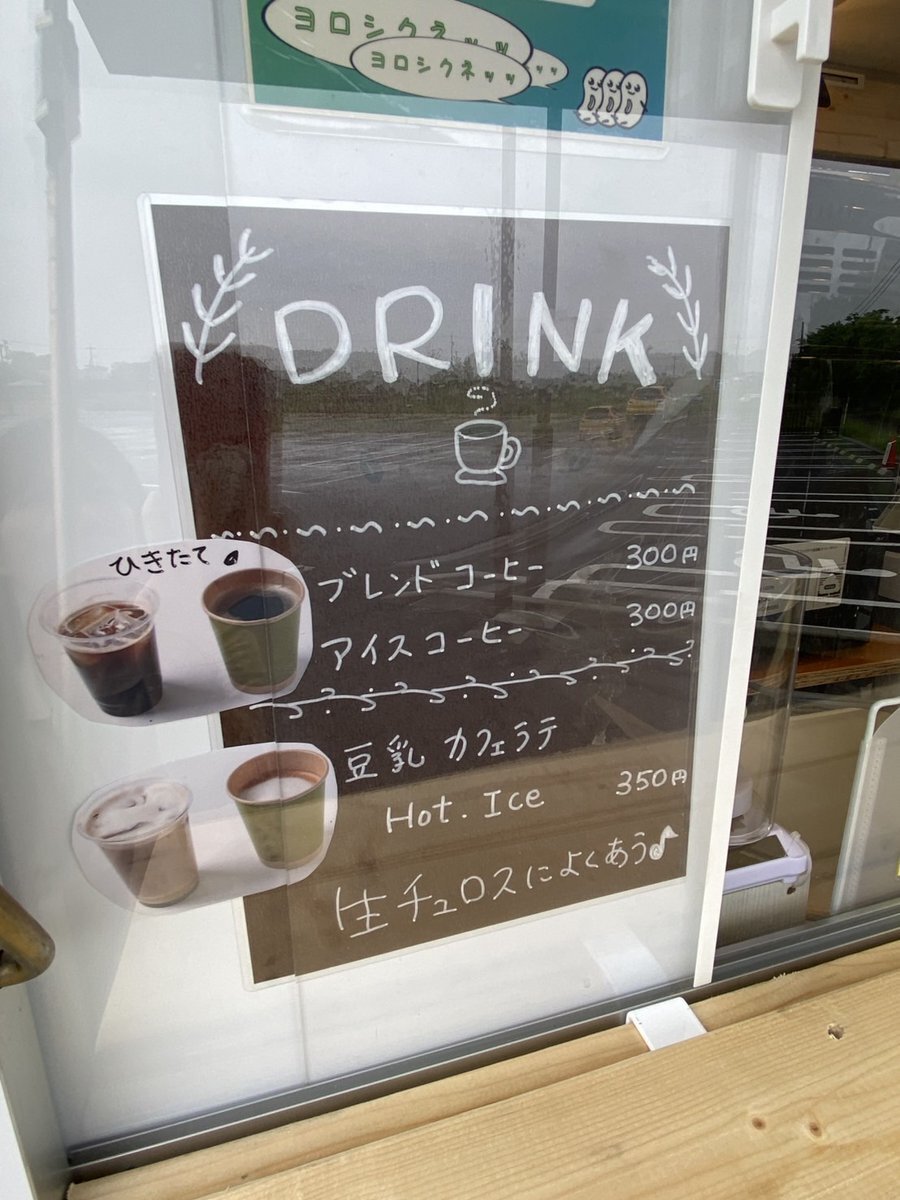 ヨロシクネッッ
ヨロシクネッッ
DRINK
ひきたて
ブレンドコーヒー 300円
アイスコーヒー 300円
豆乳 カフェラテ
Hot. Ice 350円
生チュロスによくあう♪